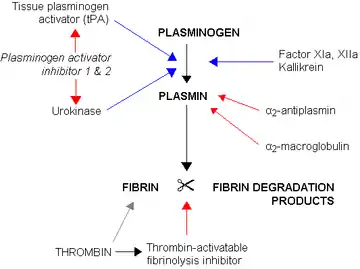 Tissue plasminogen
activator (tPA)
PLASMINOGEN
Plasminogen activator
inhibitor 1 & 2
Factor XIa, XIIa
Kallikrein
Urokinase
PLASMIN
α2-antiplasmin
α2-macroglobulin
FIBRIN
FIBRIN DEGRADATION
PRODUCTS
THROMBIN
Thrombin-activatable
fibrinolysis inhibitor